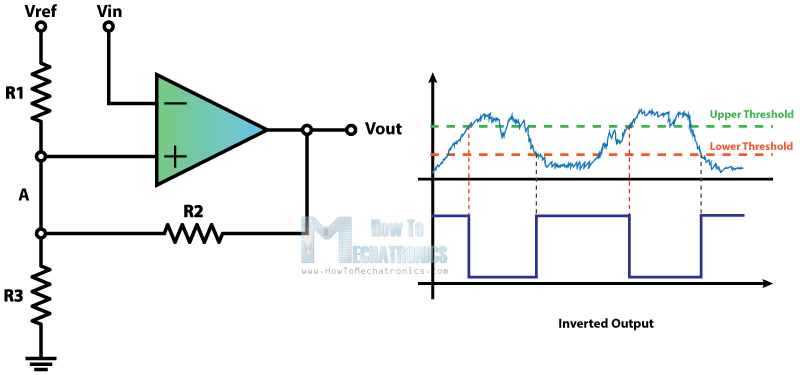 Vref
Vin
R1
Vout
A
R2
R3
How To
MECHATRONICS
www.HowToMechatronics.com
Upper Threshold
Lower Threshold
Inverted Output